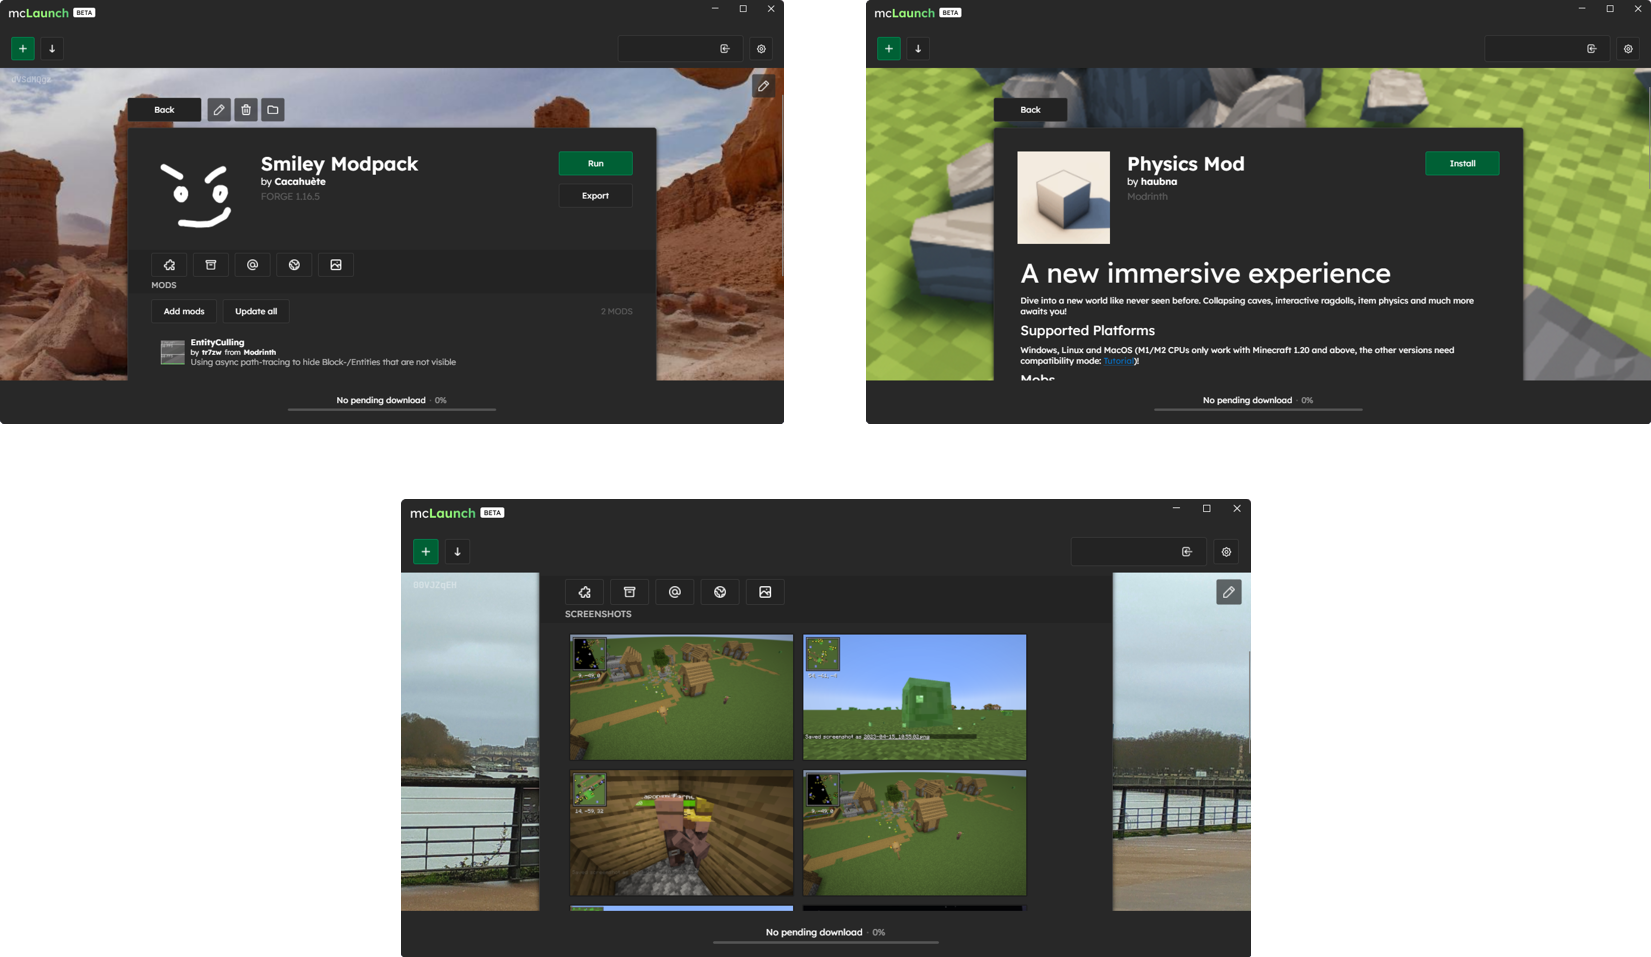 mcLaunch BETA
Back
Smiley Modpack
by Cacahuète
FORGE 1.16.5
Run
Export
MODS
Add mods
Update all
2 MODS
EntityCulling
by tr7zw from Modrinth
Using async path-tracing to hide Block-/Entities that are not visible
No pending download · 0%
mcLaunch BETA
Back
Physics Mod
by haubna
Modrinth
Install
A new immersive experience
Dive into a new world like never seen before. Collapsing caves, interactive ragdolls, item physics and much more
awaits you!
Supported Platforms
Windows, Linux and MacOS (M1/M2 CPUs only work with Minecraft 1.20 and above, the other versions need
compatibility mode: Tutorial)!
Mobs
No pending download · 0%
mcLaunch BETA
SCREENSHOTS
Saved screenshot as
No pending download · 0%